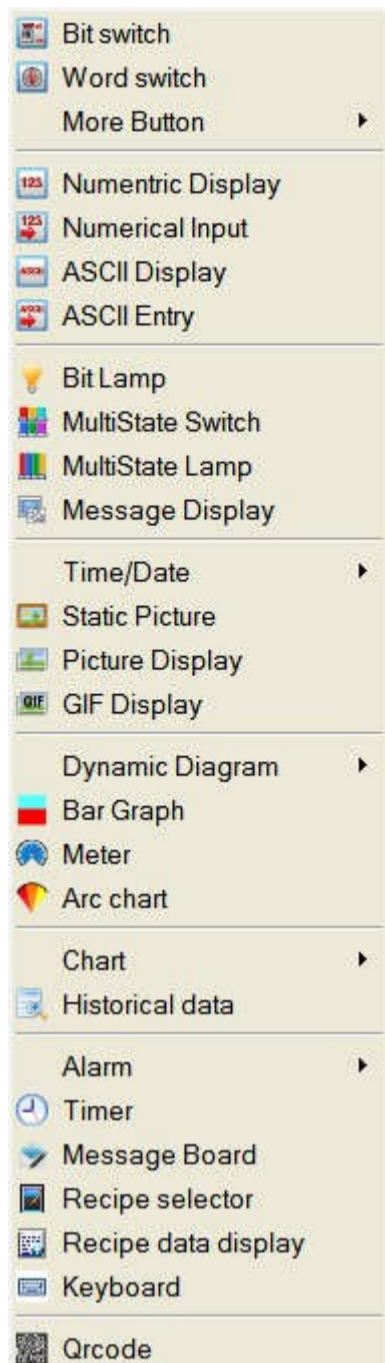 Bit switch
Word switch
More Button
Numentric Display
Numerical Input
ASCII Display
ASCII Entry
Bit Lamp
MultiState Switch
MultiState Lamp
Message Display
Time/Date
Static Picture
Picture Display
GIF Display
Dynamic Diagram
Bar Graph
Meter
Arc chart
Chart
Historical data
Alarm
Timer
Message Board
Recipe selector
Recipe data display
Keyboard
Qrcode